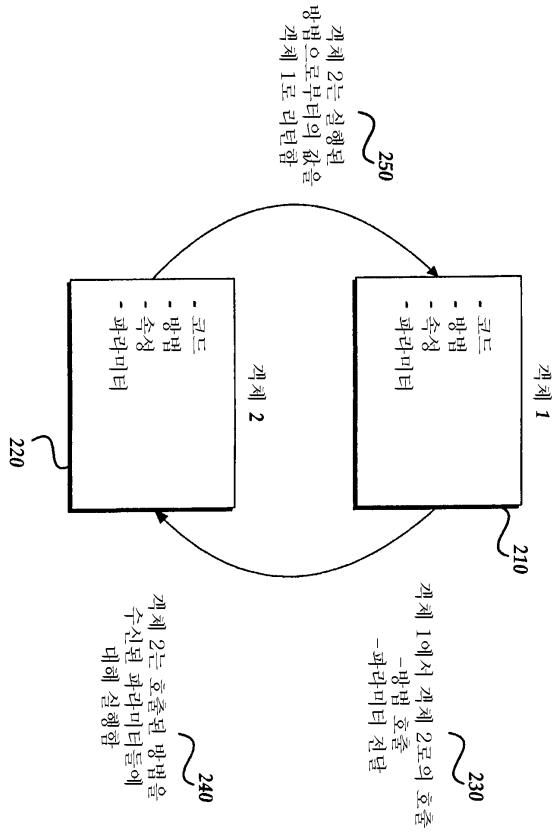 객체 1
- 코드
- 방법
- 속성
- 파라미터
210
객체 1에서 객체 2로의 호출
-방법 호출
-파라미터 전달
230
객체 2
- 코드
- 방법
- 속성
- 파라미터
220
객체 2는 호출된 방법을
수신된 파라미터들에
대해 실행함
240
객체 2는 실행된
방법으로부터의 값을
객체 1로 리턴함
250